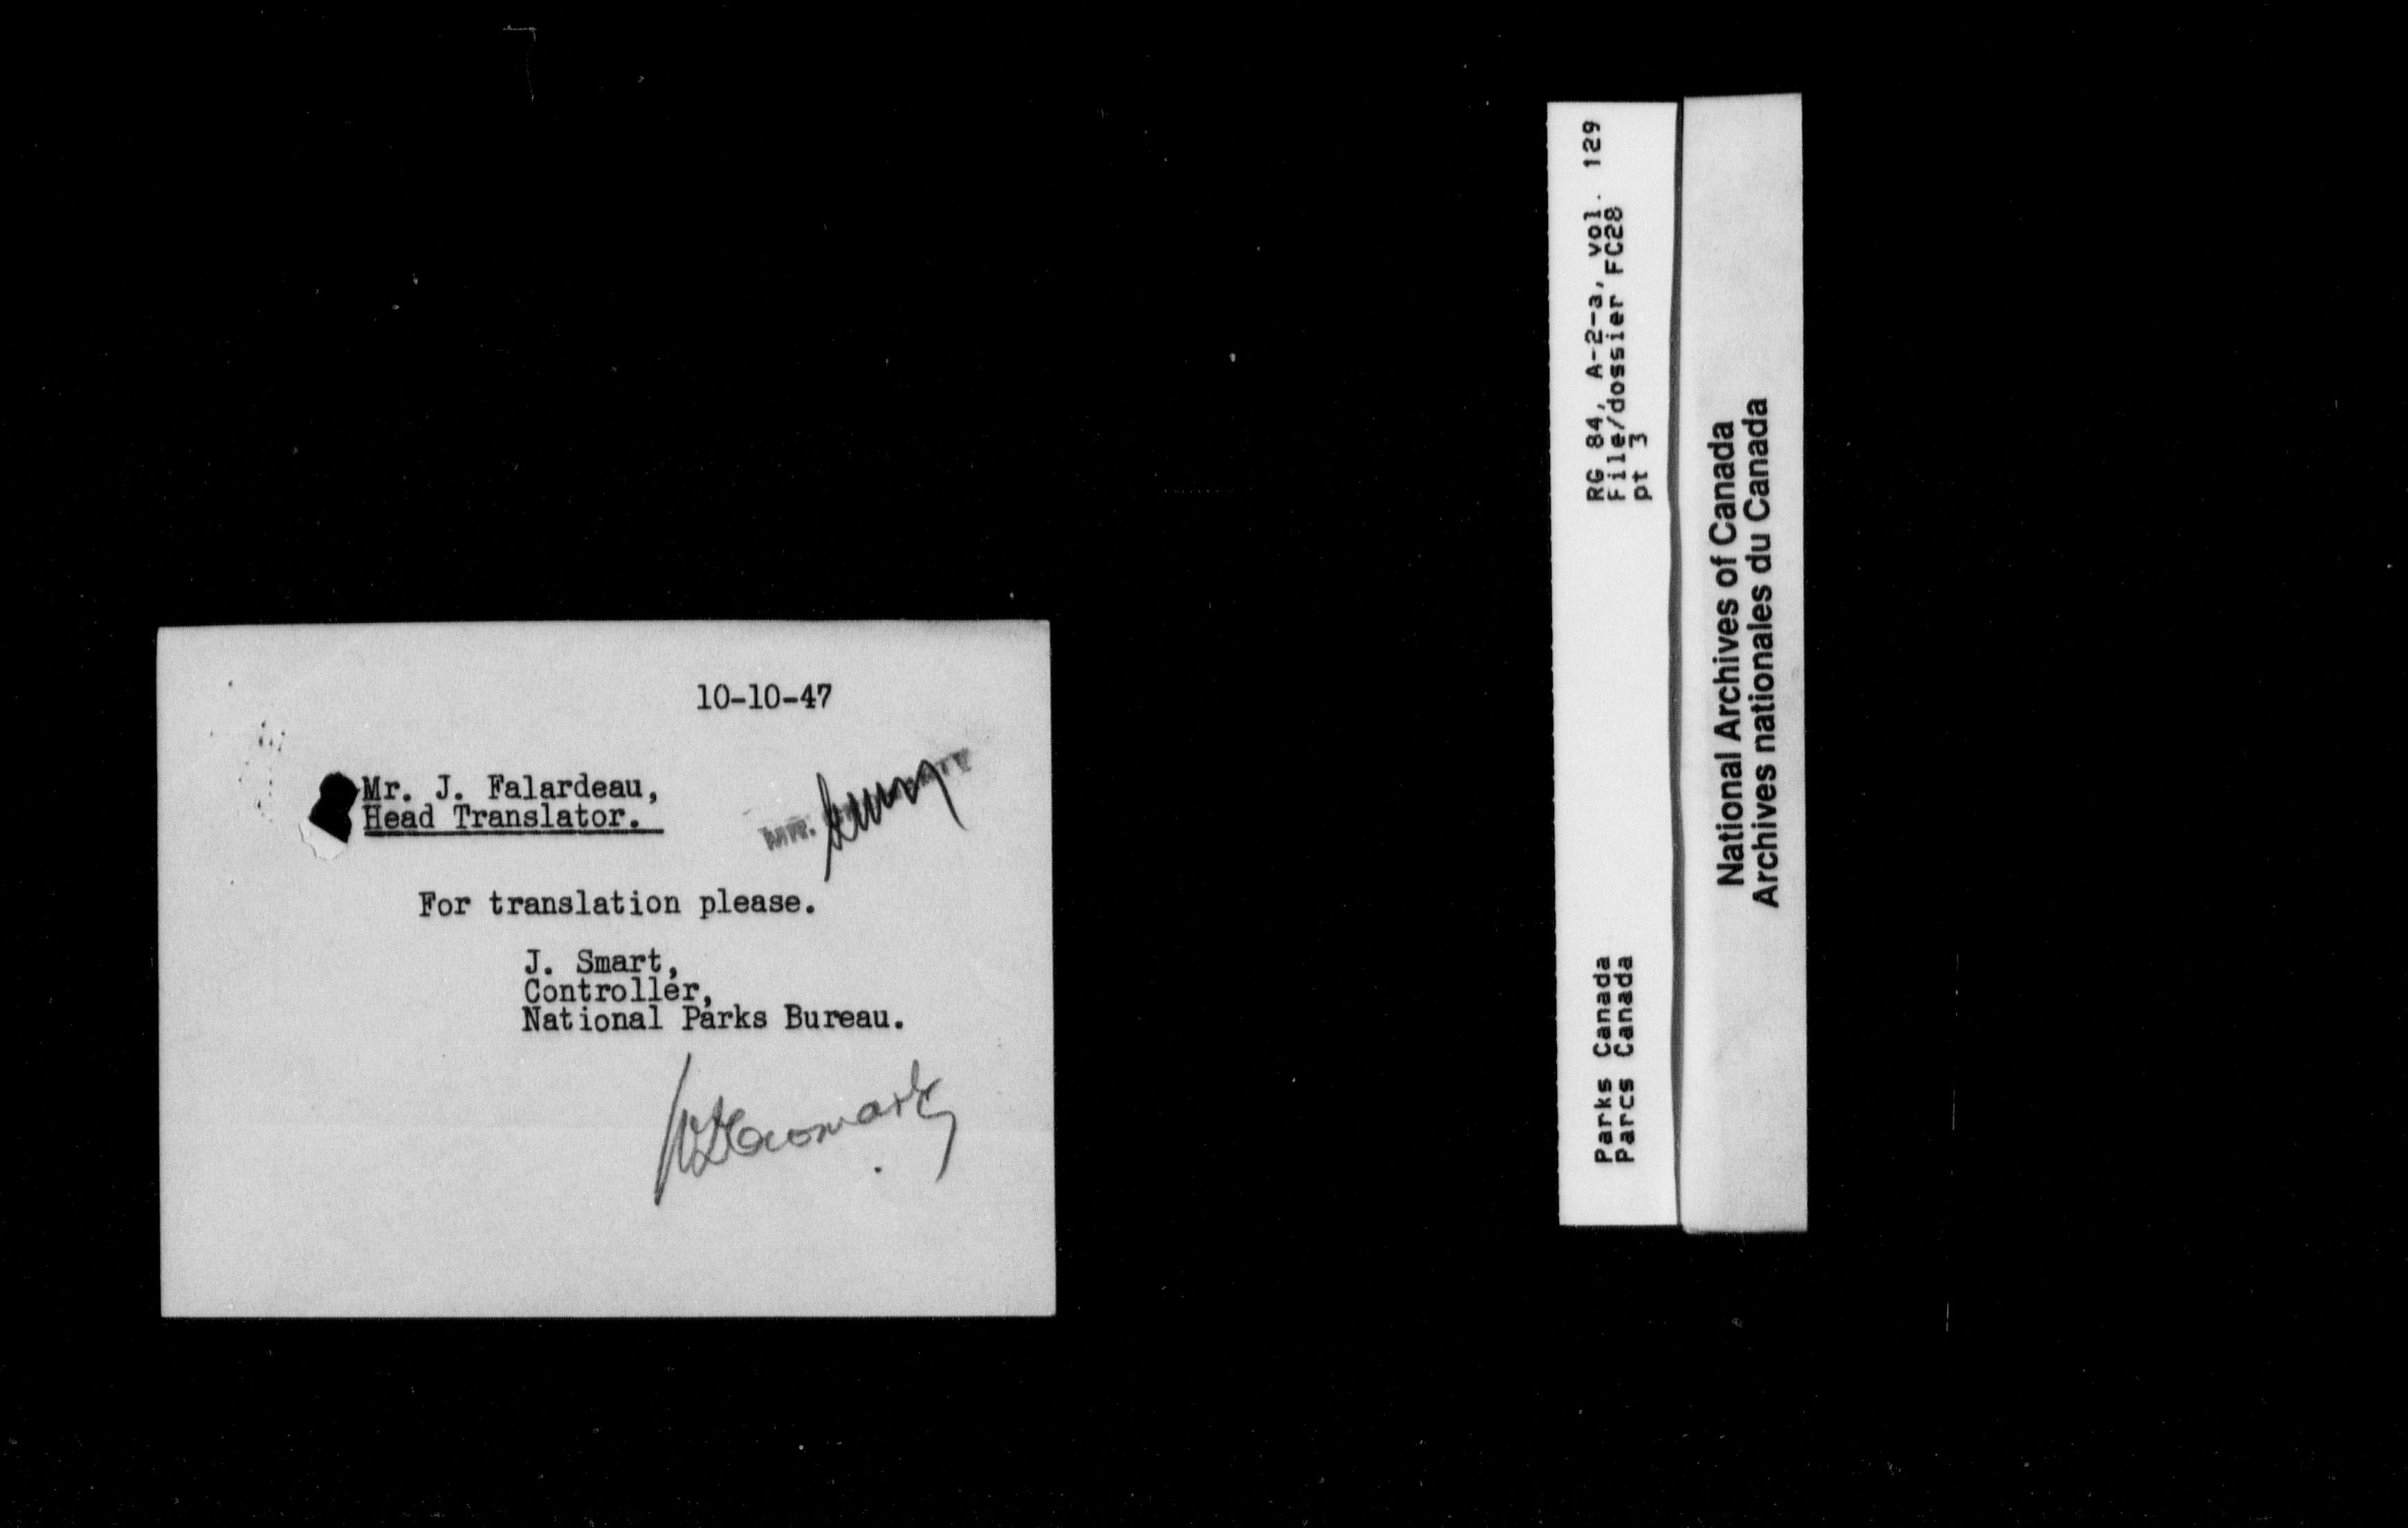 10-10-47
Mr. J. Falardeau,
Head Translator.
MR.
For translation please.
J. Smart,
Controller,
National Parks Bureau.
RG 84, A-2-a, vol. 129
File/dossier FC28
pt 3
Parks Canada
Parcs Canada
National Archives of Canada
Archives nationales du Canada